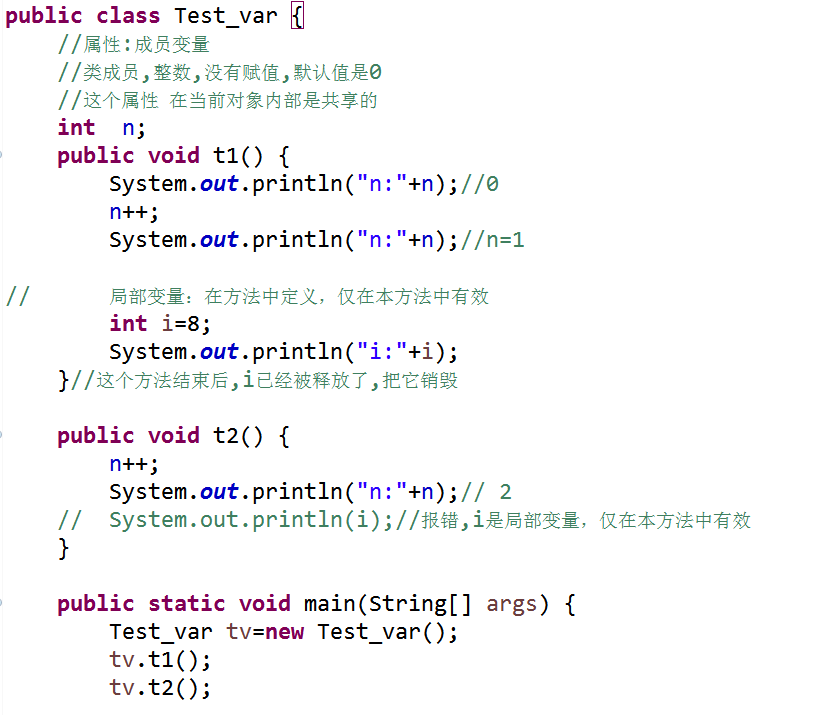 public class Test_var {
    //属性:成员变量
    //类成员,整数,没有赋值,默认值是0
    //这个属性 在当前对象内部是共享的
    int  n;
    public void t1() {
        System.out.println("n:"+n);//0
        n++;
        System.out.println("n:"+n);//n=1
//      局部变量：在方法中定义，仅在本方法中有效
        int i=8;
        System.out.println("i:"+i);
    }//这个方法结束后,i已经被释放了,把它销毁
    public void t2() {
        n++;
        System.out.println("n:"+n);// 2
    //  System.out.println(i);//报错,i是局部变量，仅在本方法中有效
    }
    public static void main(String[] args) {
        Test_var tv=new Test_var();
        tv.t1();
        tv.t2();